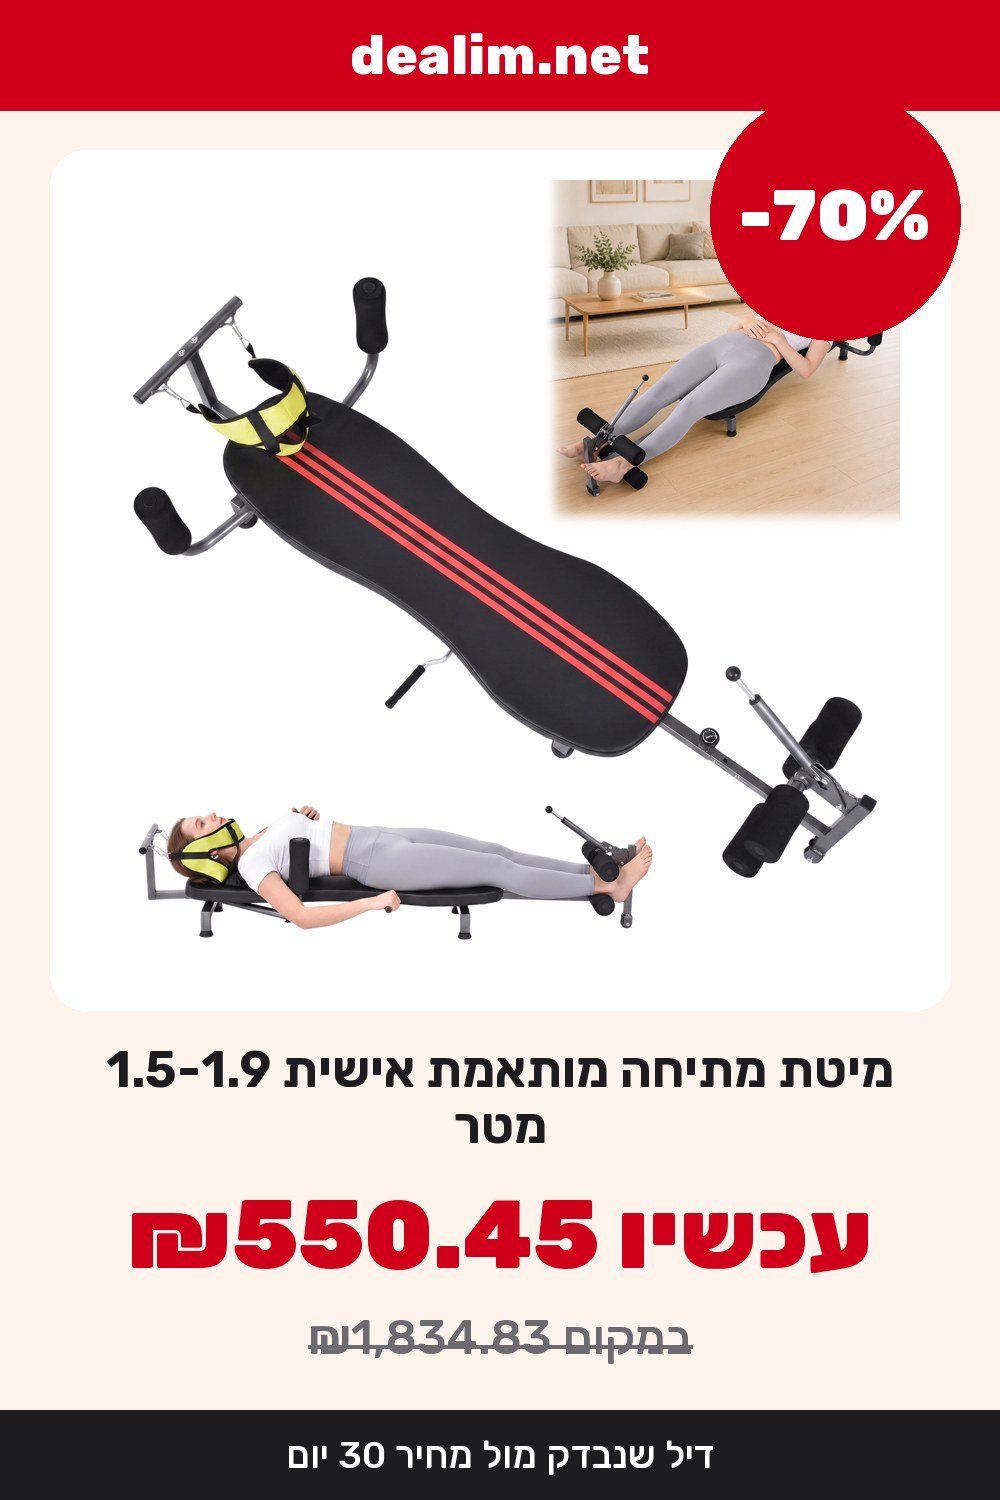 dealim.net
-70%
מיטת מתיחה מותאמת אישית 1.5-1.9
מטר
עכשיו 550.45₪
במקום 1,834.83₪
דיל שנבדק מול מחיר 30 יום